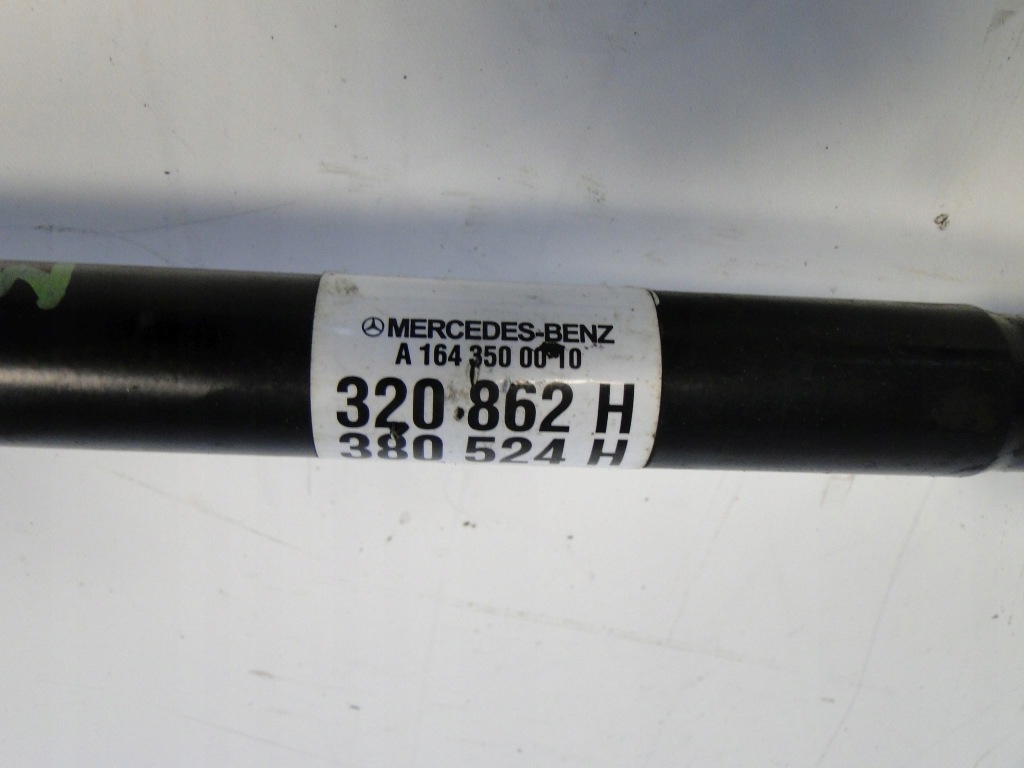 MERCEDES-BENZ
A 164 350 00 10
320 862 H
380 524 H